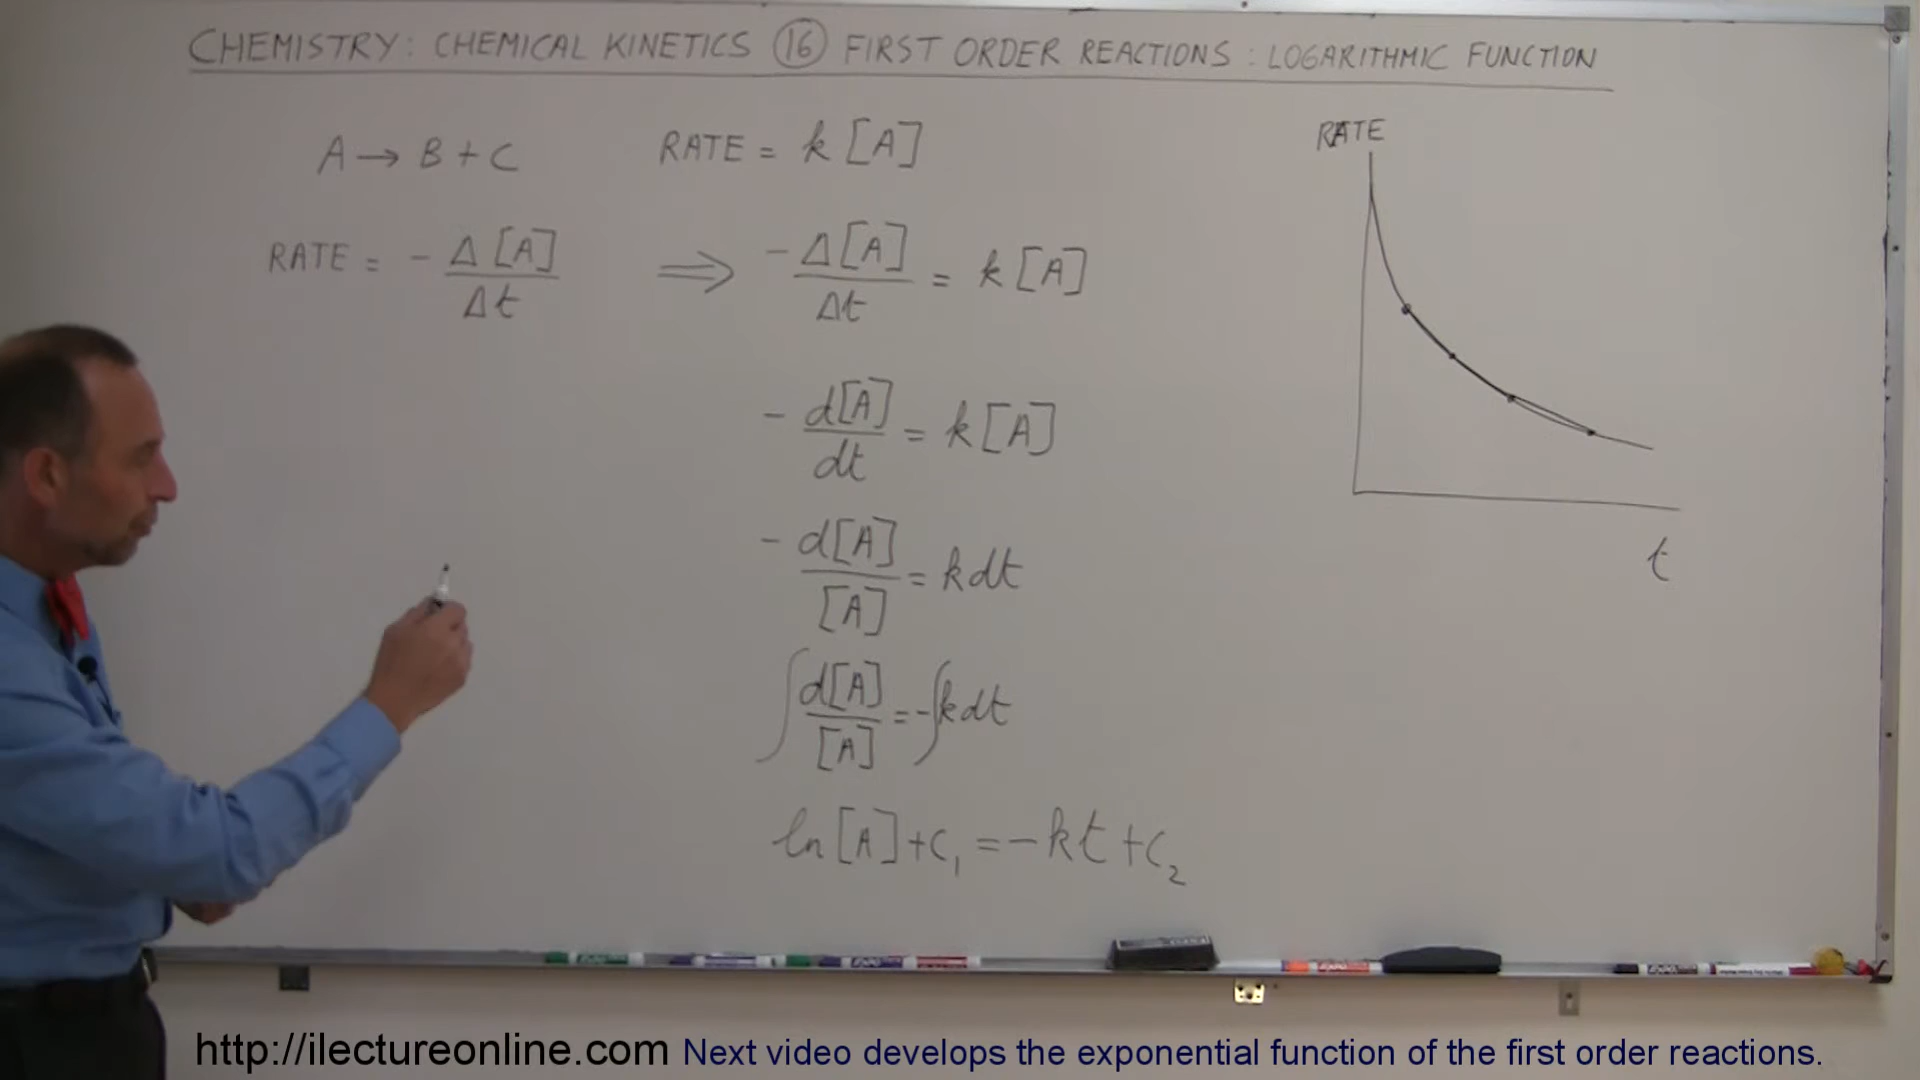 CHEMISTRY: CHEMICAL KINETICS 16 FIRST ORDER REACTIONS: LOGARITHMIC FUNCTION
A → B + C
RATE = k [A]
RATE
RATE = - Δ[A]/Δt
⟹ - Δ[A]/Δt = k [A]
- d[A]/dt = k [A]
- d[A]/[A] = k dt
t
∫ d[A]/[A] = -∫ k dt
ln [A] + C₁ = - kt + C₂
http://ilectureonline.com Next video develops the exponential function of the first order reactions.